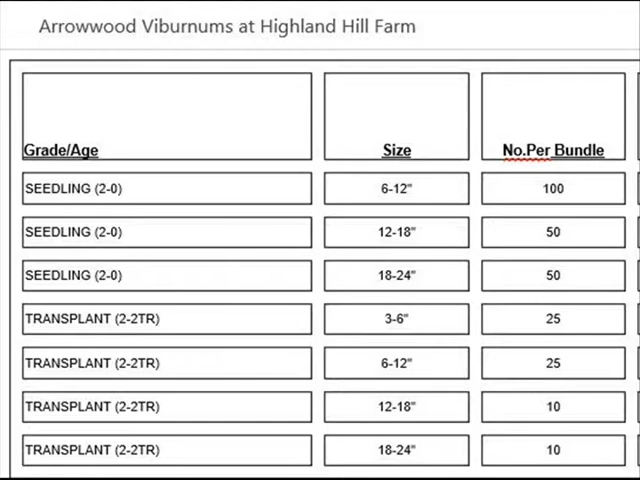 Arrowwood Viburnums at Highland Hill Farm
Grade/Age Size No.Per Bundle
SEEDLING (2-0) 6-12" 100
SEEDLING (2-0) 12-18" 50
SEEDLING (2-0) 18-24" 50
TRANSPLANT (2-2TR) 3-6" 25
TRANSPLANT (2-2TR) 6-12" 25
TRANSPLANT (2-2TR) 12-18" 10
TRANSPLANT (2-2TR) 18-24" 10